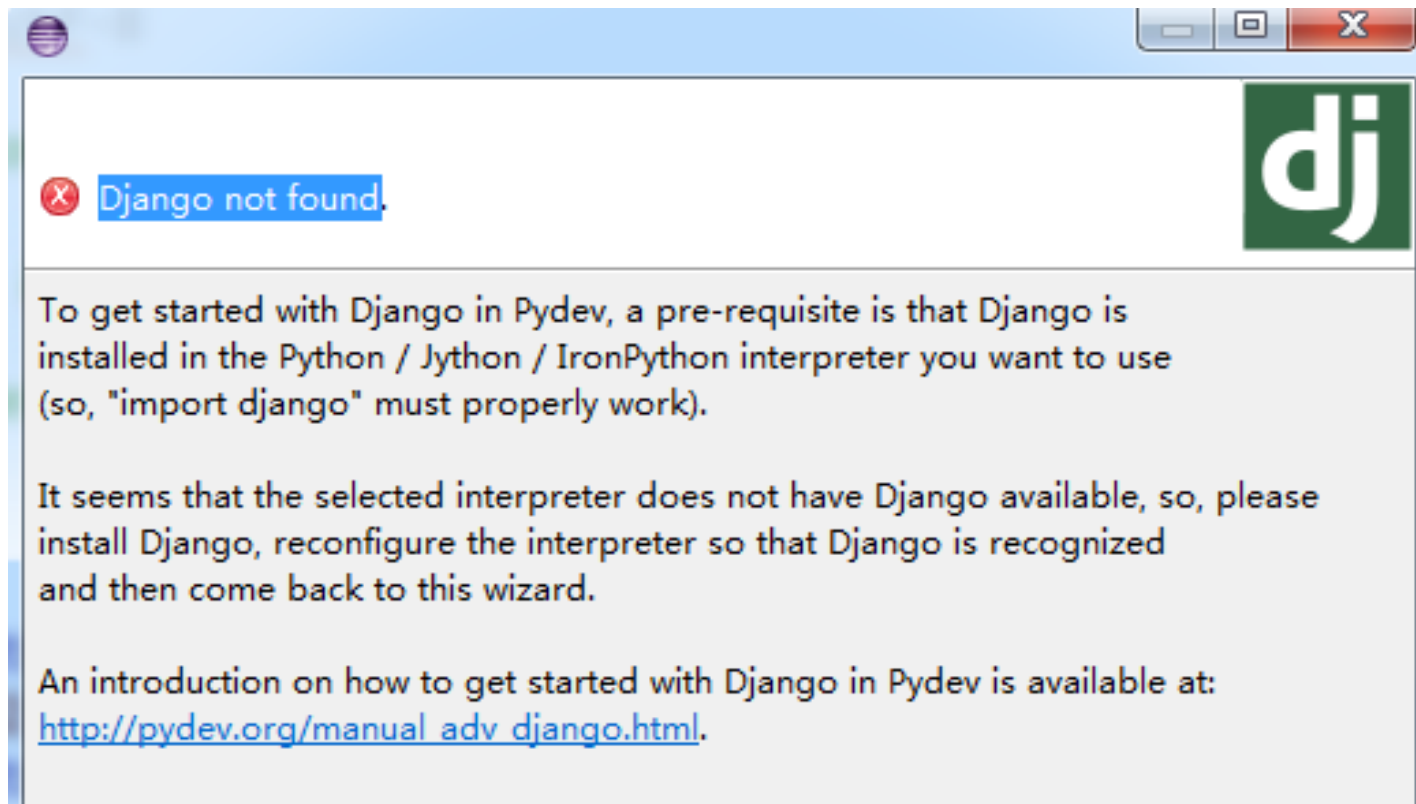 dj
Django not found.
To get started with Django in Pydev, a pre-requisite is that Django is
installed in the Python / Jython / IronPython interpreter you want to use
(so, "import django" must properly work).
It seems that the selected interpreter does not have Django available, so, please
install Django, reconfigure the interpreter so that Django is recognized
and then come back to this wizard.
An introduction on how to get started with Django in Pydev is available at:
http://pydev.org/manual_adv_django.html.